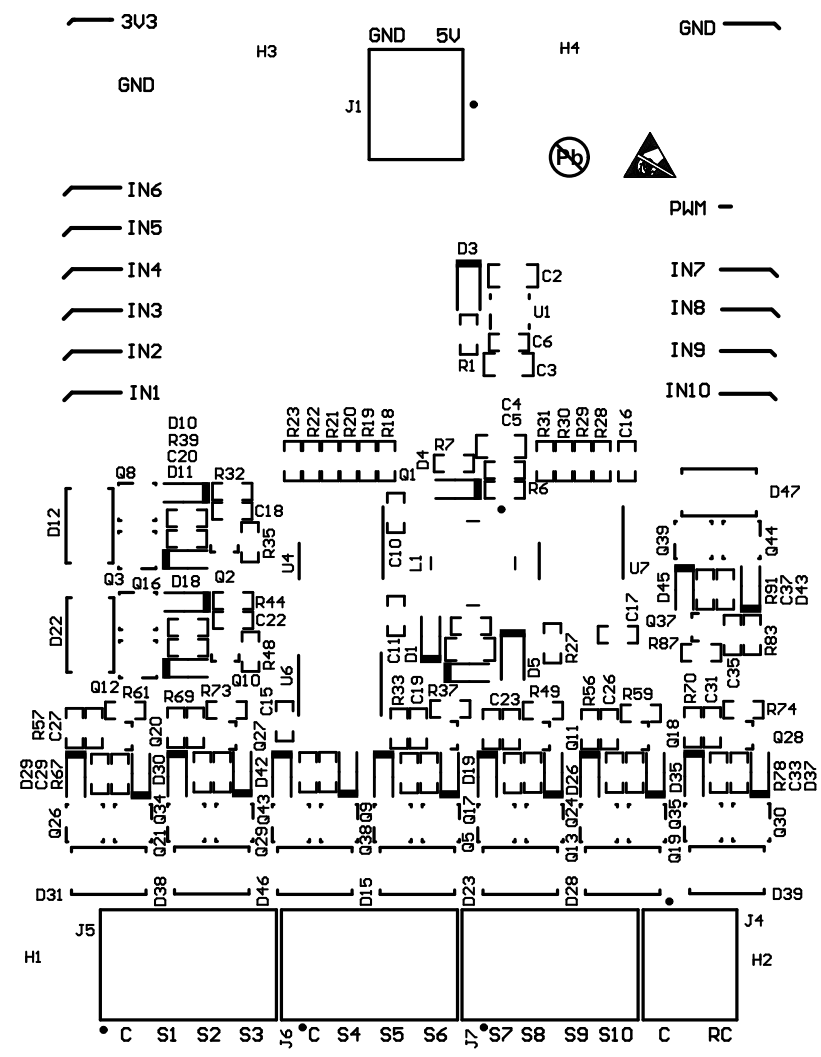 3V3
GND
GND 5V
H3
H4
GND
J1
Pb
IN6
PWM
IN5
D3
IN4
C2
IN7
IN3
U1
IN8
IN2
C6
IN9
R1
C3
IN1
IN10
C4
C5
D10
R39
C20
D11
R23
R22
R21
R20
R19
R18
R7
D4
R31
R30
R29
R28
C16
Q8
R32
Q1
R6
D47
D12
C18
R35
U4
C10
L1
U7
Q39
Q44
Q3
Q16
D18
Q2
D45
R91
C37
D43
D22
R44
C22
R48
C11
D1
D5
R27
C17
Q37
R87
C35
R83
Q12
Q10
U6
R61
R69
R73
C15
R33
C19
R37
C23
R49
R56
C26
R59
R70
C31
R74
R57
C27
Q20
Q27
Q11
Q18
Q28
D29
C29
R67
D30
D42
D19
D26
D35
R78
C33
D37
Q26
Q34
Q43
Q9
Q17
Q24
Q35
Q30
Q21
Q29
Q38
Q5
Q13
Q19
D31
D38
D46
D15
D23
D28
D39
J5
J4
H1
H2
C S1 S2 S3
J6
C S4 S5 S6
J7
S7 S8 S9 S10
C RC